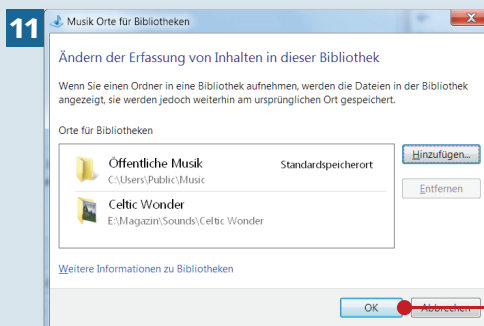 11
Musik Orte für Bibliotheken
Ändern der Erfassung von Inhalten in dieser Bibliothek
Wenn Sie einen Ordner in eine Bibliothek aufnehmen, werden die Dateien in der Bibliothek
angezeigt, sie werden jedoch weiterhin am ursprünglichen Ort gespeichert.
Orte für Bibliotheken
Öffentliche Musik Standardspeicherort Hinzufügen...
C:\Users\Public\Music
Entfernen
Celtic Wonder
E:\Magazin\Sounds\Celtic Wonder
Weitere Informationen zu Bibliotheken
OK Abbrechen